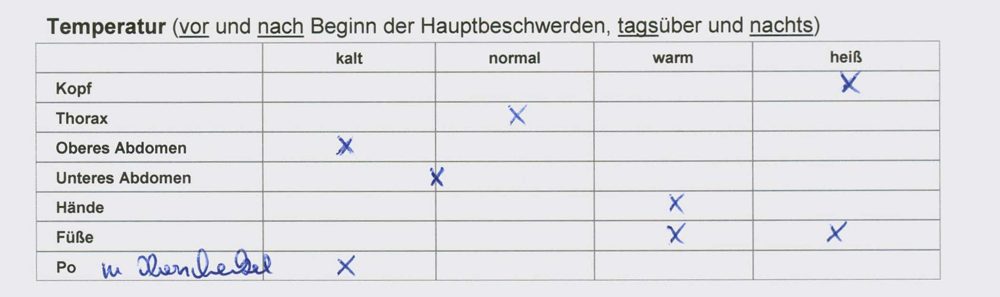 Temperatur (vor und nach Beginn der Hauptbeschwerden, tagsüber und nachts)
kalt normal warm heiß
Kopf X
Thorax X
Oberes Abdomen X
Unteres Abdomen X
Hände X
Füße X X
Po Oberschenkel X